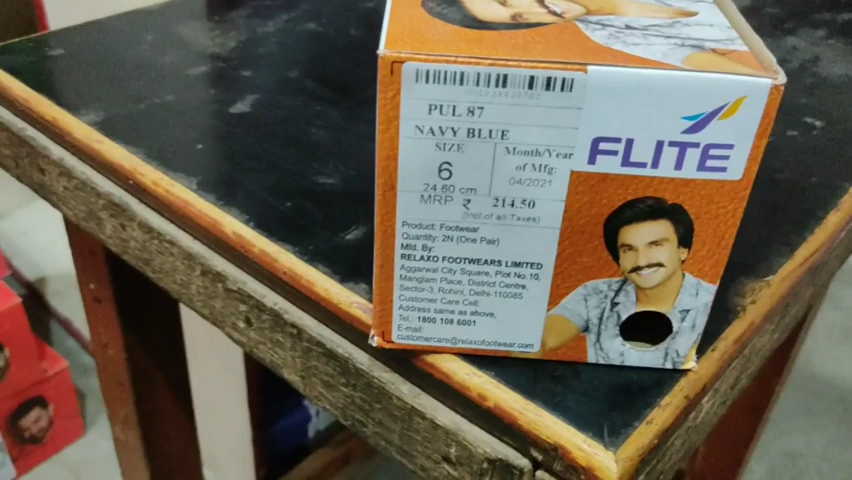 PUL 87
NAVY BLUE
SIZE
6
24.60 cm
Month/Year
of Mfg:
04/2021
MRP ₹ 214.50
(Incl.of all Taxes)
Product: Footwear
Quantity: 2N (One Pair)
Mfd. By:
RELAXO FOOTWEARS LIMITED
Aggarwal City Square, Plot No.10,
Manglam Place, District Centre,
Sector-3, Rohini, Delhi-110085
Customer Care Cell:
Address same as above,
Tel.: 1800 108 6001
E-mail:
customercare@relaxofootwear.com
FLITE